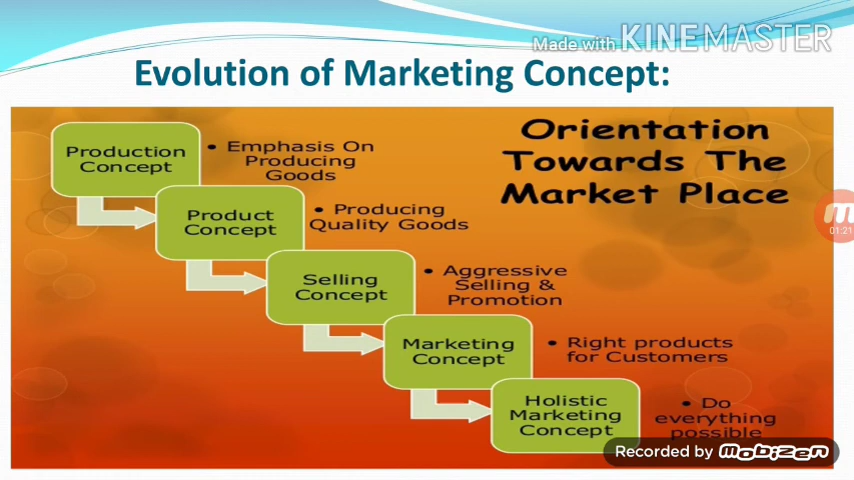 Made with KINEMASTER
Evolution of Marketing Concept:
Orientation
Towards The
Market Place
Production
Concept
• Emphasis On
Producing
Goods
Product
Concept
• Producing
Quality Goods
Selling
Concept
• Aggressive
Selling &
Promotion
Marketing
Concept
• Right products
for Customers
Holistic
Marketing
Concept
• Do
everything
possible
01:21
Recorded by mobizen